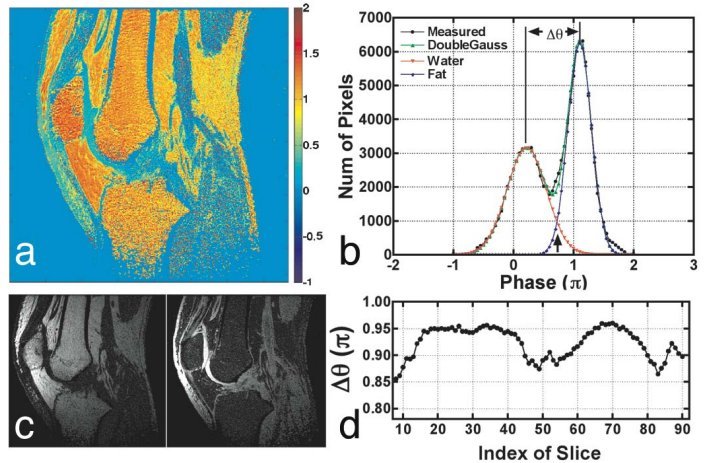 a
2
1.5
1
0.5
0
-0.5
-1
b
Num of Pixels
7000
6000
5000
4000
3000
2000
1000
0
Measured
DoubleGauss
Water
Fat
Δθ
-2 -1 0 1 2 3
Phase (π)
c
d
Δθ (π)
1.00
0.95
0.90
0.85
0.80
10 20 30 40 50 60 70 80 90
Index of Slice